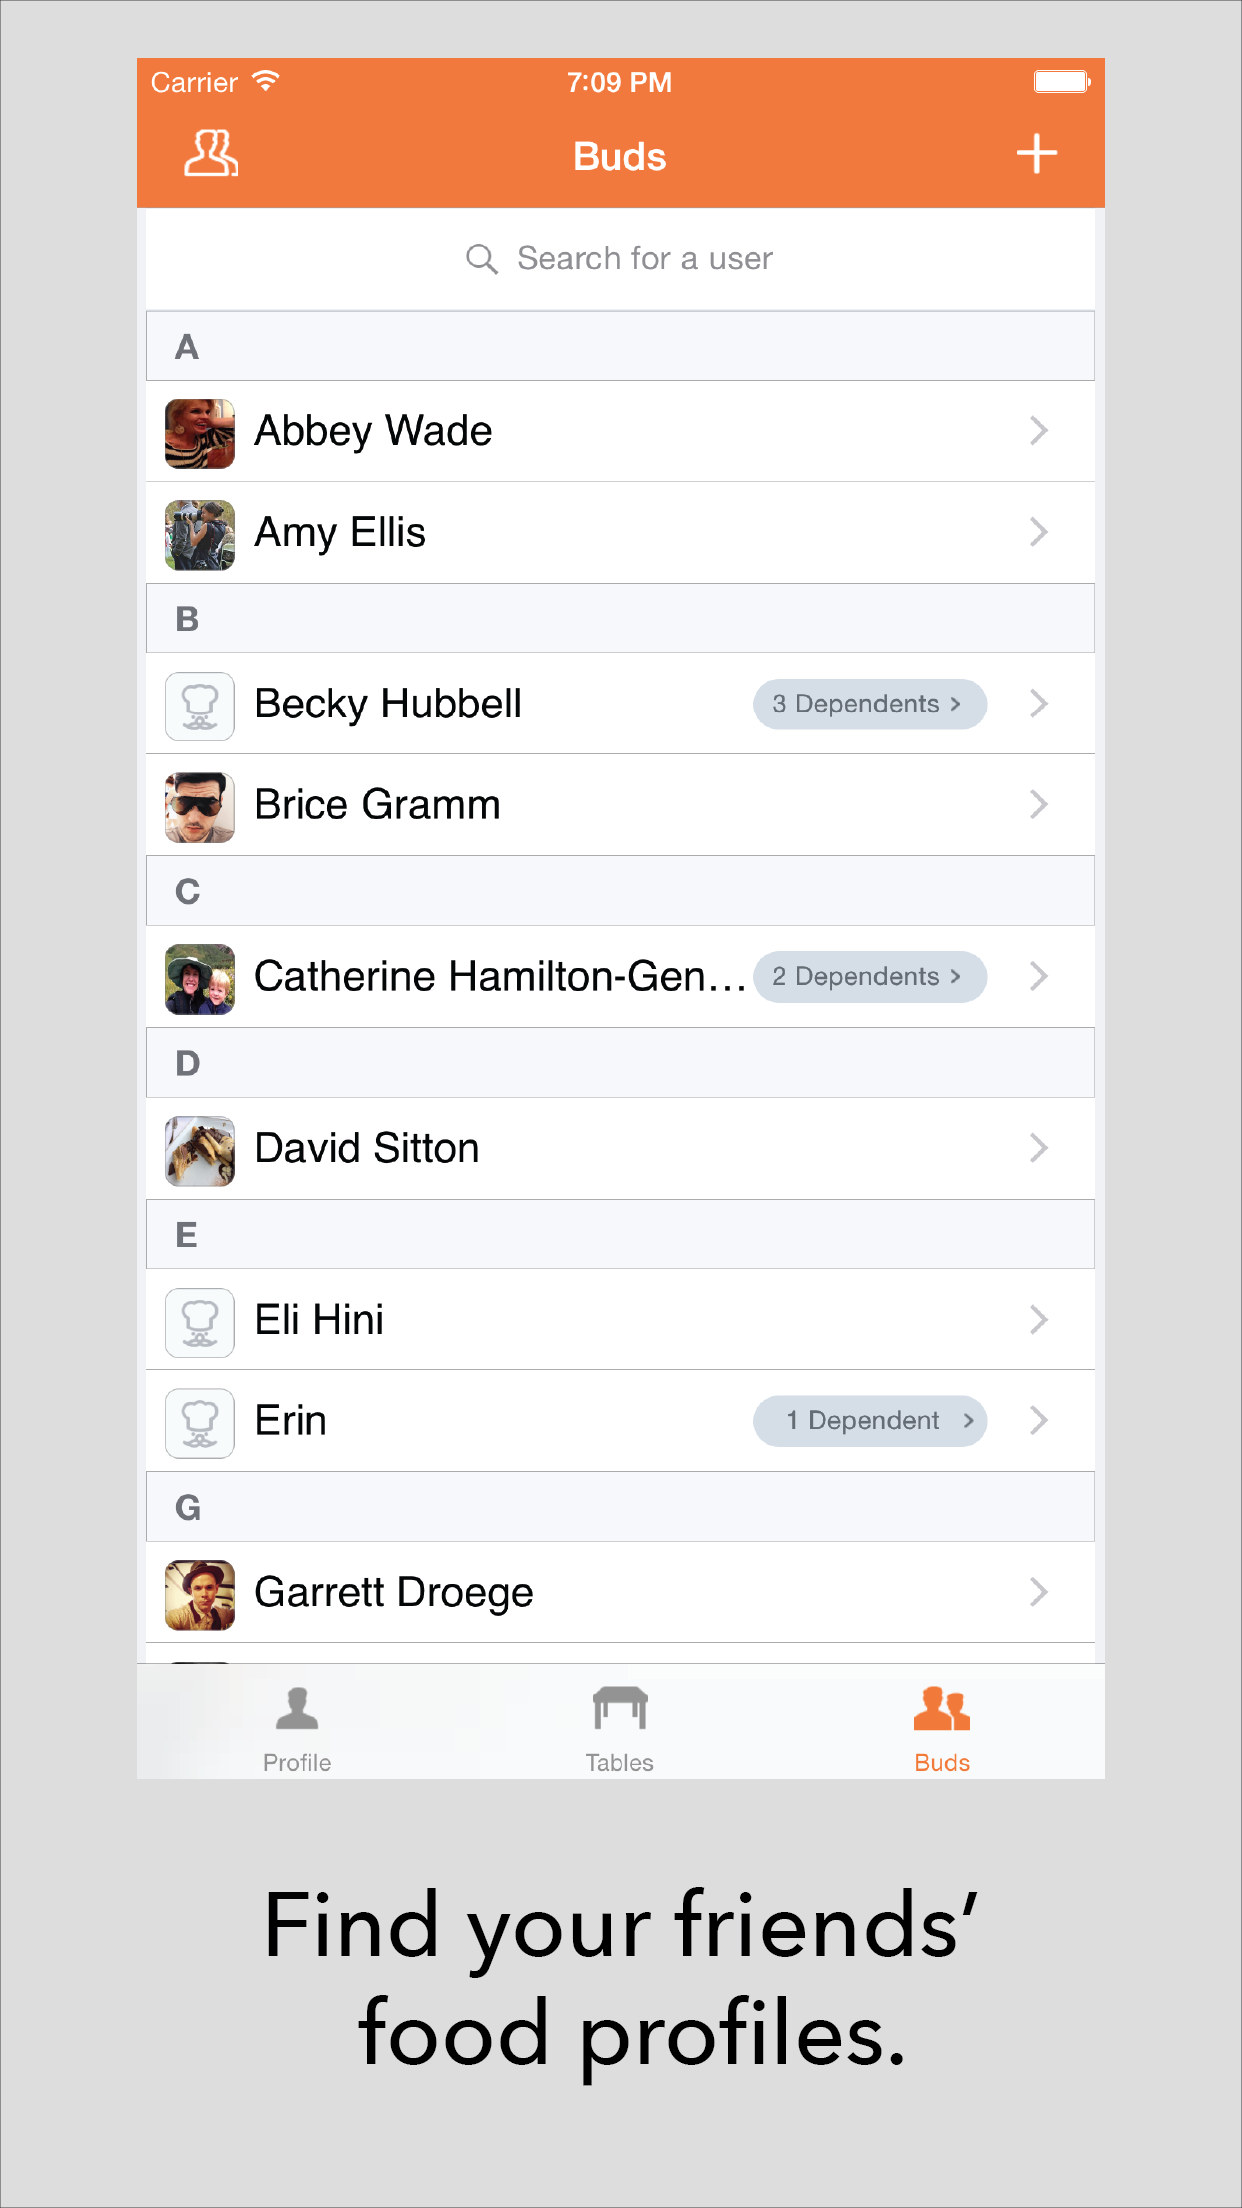 Carrier 7:09 PM
Buds
Search for a user
A
Abbey Wade
Amy Ellis
B
Becky Hubbell 3 Dependents
Brice Gramm
C
Catherine Hamilton-Gen... 2 Dependents
D
David Sitton
E
Eli Hini
Erin 1 Dependent
G
Garrett Droege
Profile Tables Buds
Find your friends’
food profiles.